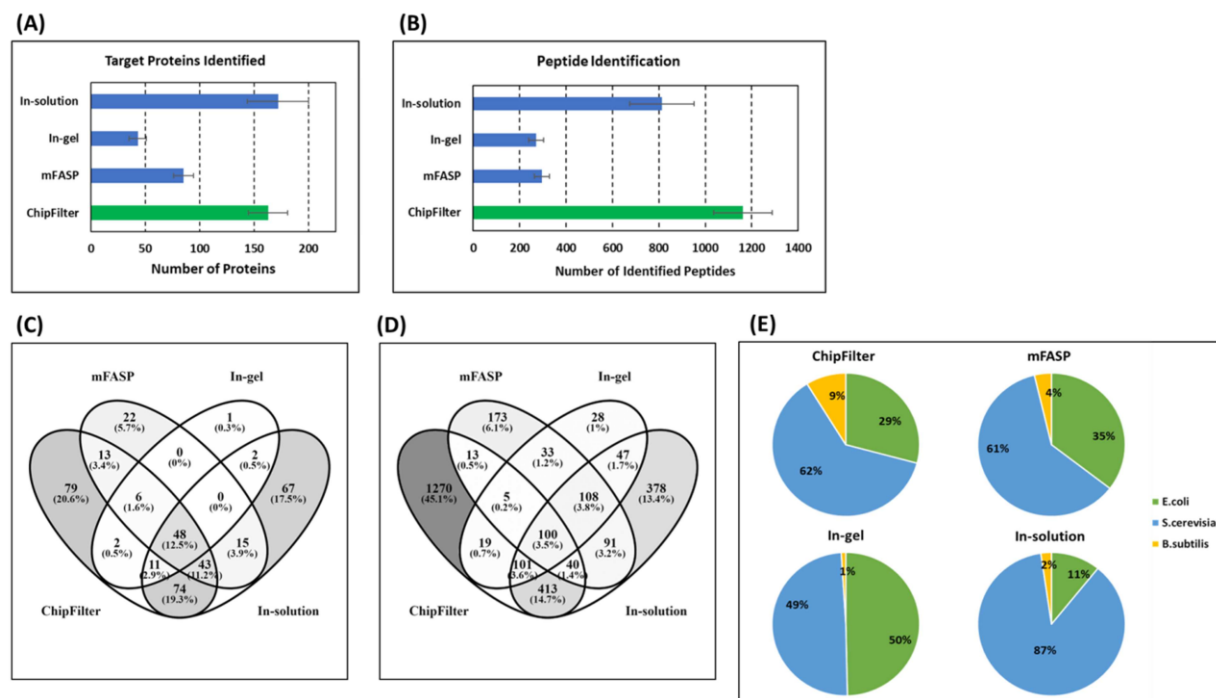 (A)
Target Proteins Identified
In-solution
In-gel
mFASP
ChipFilter
0 50 100 150 200
Number of Proteins
(B)
Peptide Identification
In-solution
In-gel
mFASP
ChipFilter
0 200 400 600 800 1000 1200 1400
Number of Identified Peptides
(C)
mFASP In-gel
22 1
(5.7%) (0.3%)
13 0 2
(3.4%) (0%) (0.5%)
79 6 0 67
(20.6%) (1.6%) (0%) (17.5%)
48
(12.5%)
2 15
(0.5%) (3.9%)
11 43
(2.9%) (11.2%)
74
(19.3%)
ChipFilter In-solution
(D)
mFASP In-gel
173 28
(6.1%) (1%)
13 33 47
(0.5%) (1.2%) (1.7%)
1270 5 108 378
(45.1%) (0.2%) (3.8%) (13.4%)
100
(3.5%)
19 91
(0.7%) (3.2%)
101 40
(3.6%) (1.4%)
413
(14.7%)
ChipFilter In-solution
(E)
ChipFilter mFASP
9% 29% 62%
4% 35% 61%
E.coli
S.cerevisia
B.subtilis
In-gel In-solution
1% 49% 50%
2% 11% 87%